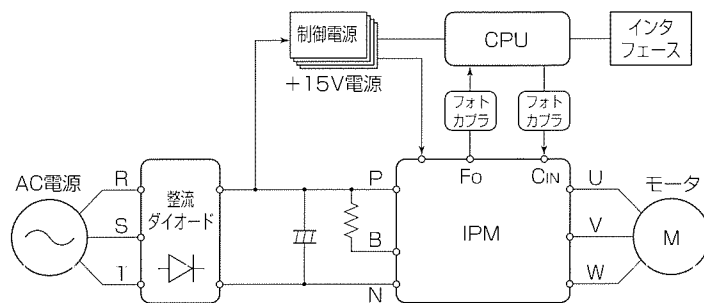 制御電源
+15V電源
CPU
インタ
フェース
フォト
カプラ
フォト
カプラ
AC電源
R
S
T
整流
ダイオード
P
B
N
FO
CIN
IPM
U
V
W
モータ
M